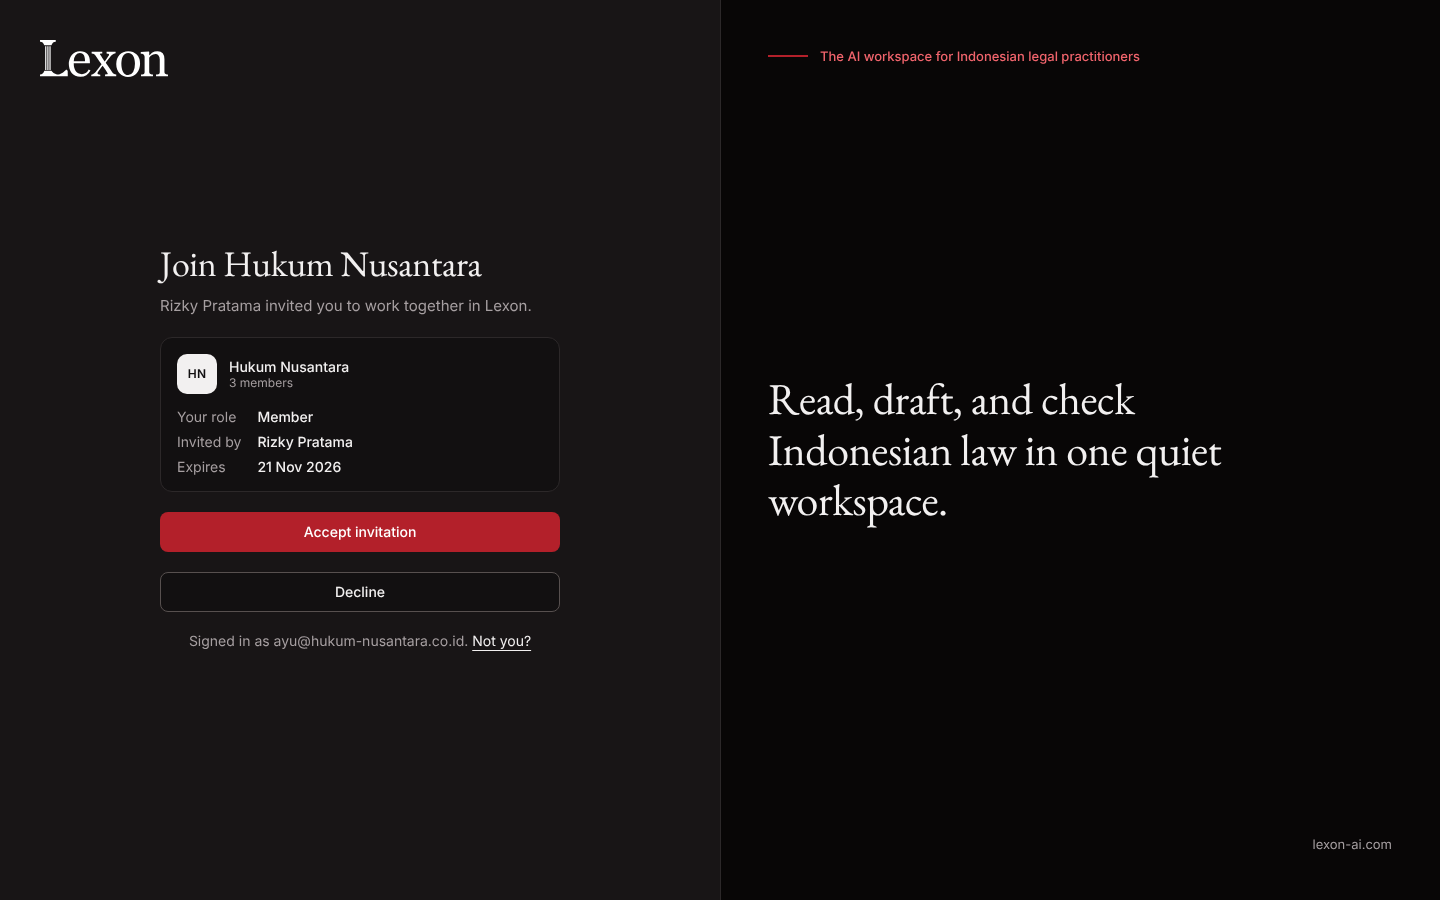 Lexon
Join Hukum Nusantara
Rizky Pratama invited you to work together in Lexon.
HN
Hukum Nusantara
3 members
Your role Member
Invited by Rizky Pratama
Expires 21 Nov 2026
Accept invitation
Decline
Signed in as ayu@hukum-nusantara.co.id. Not you?
The AI workspace for Indonesian legal practitioners
Read, draft, and check
Indonesian law in one quiet
workspace.
lexon-ai.com